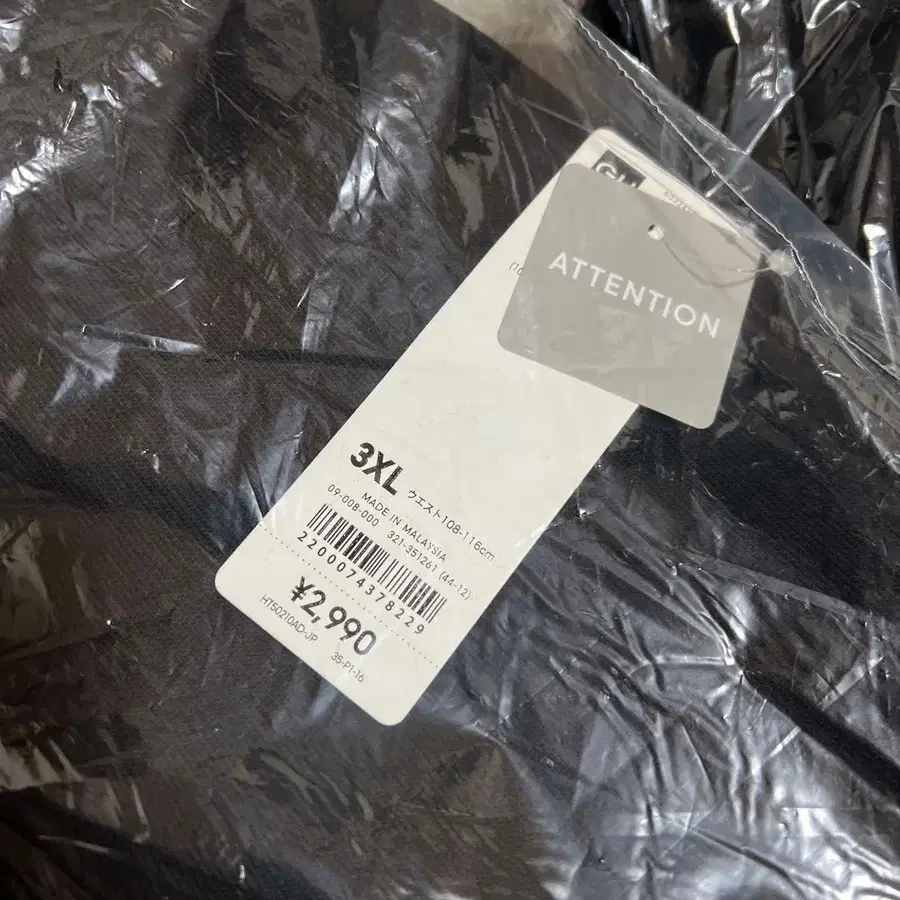 GU
ATTENTION
3XL ウエスト108-116cm
MADE IN MALAYSIA
09-008-000 321-351261 (44-12)
2200074378229
¥2,990
HT50210AD-JP 35-P1-16